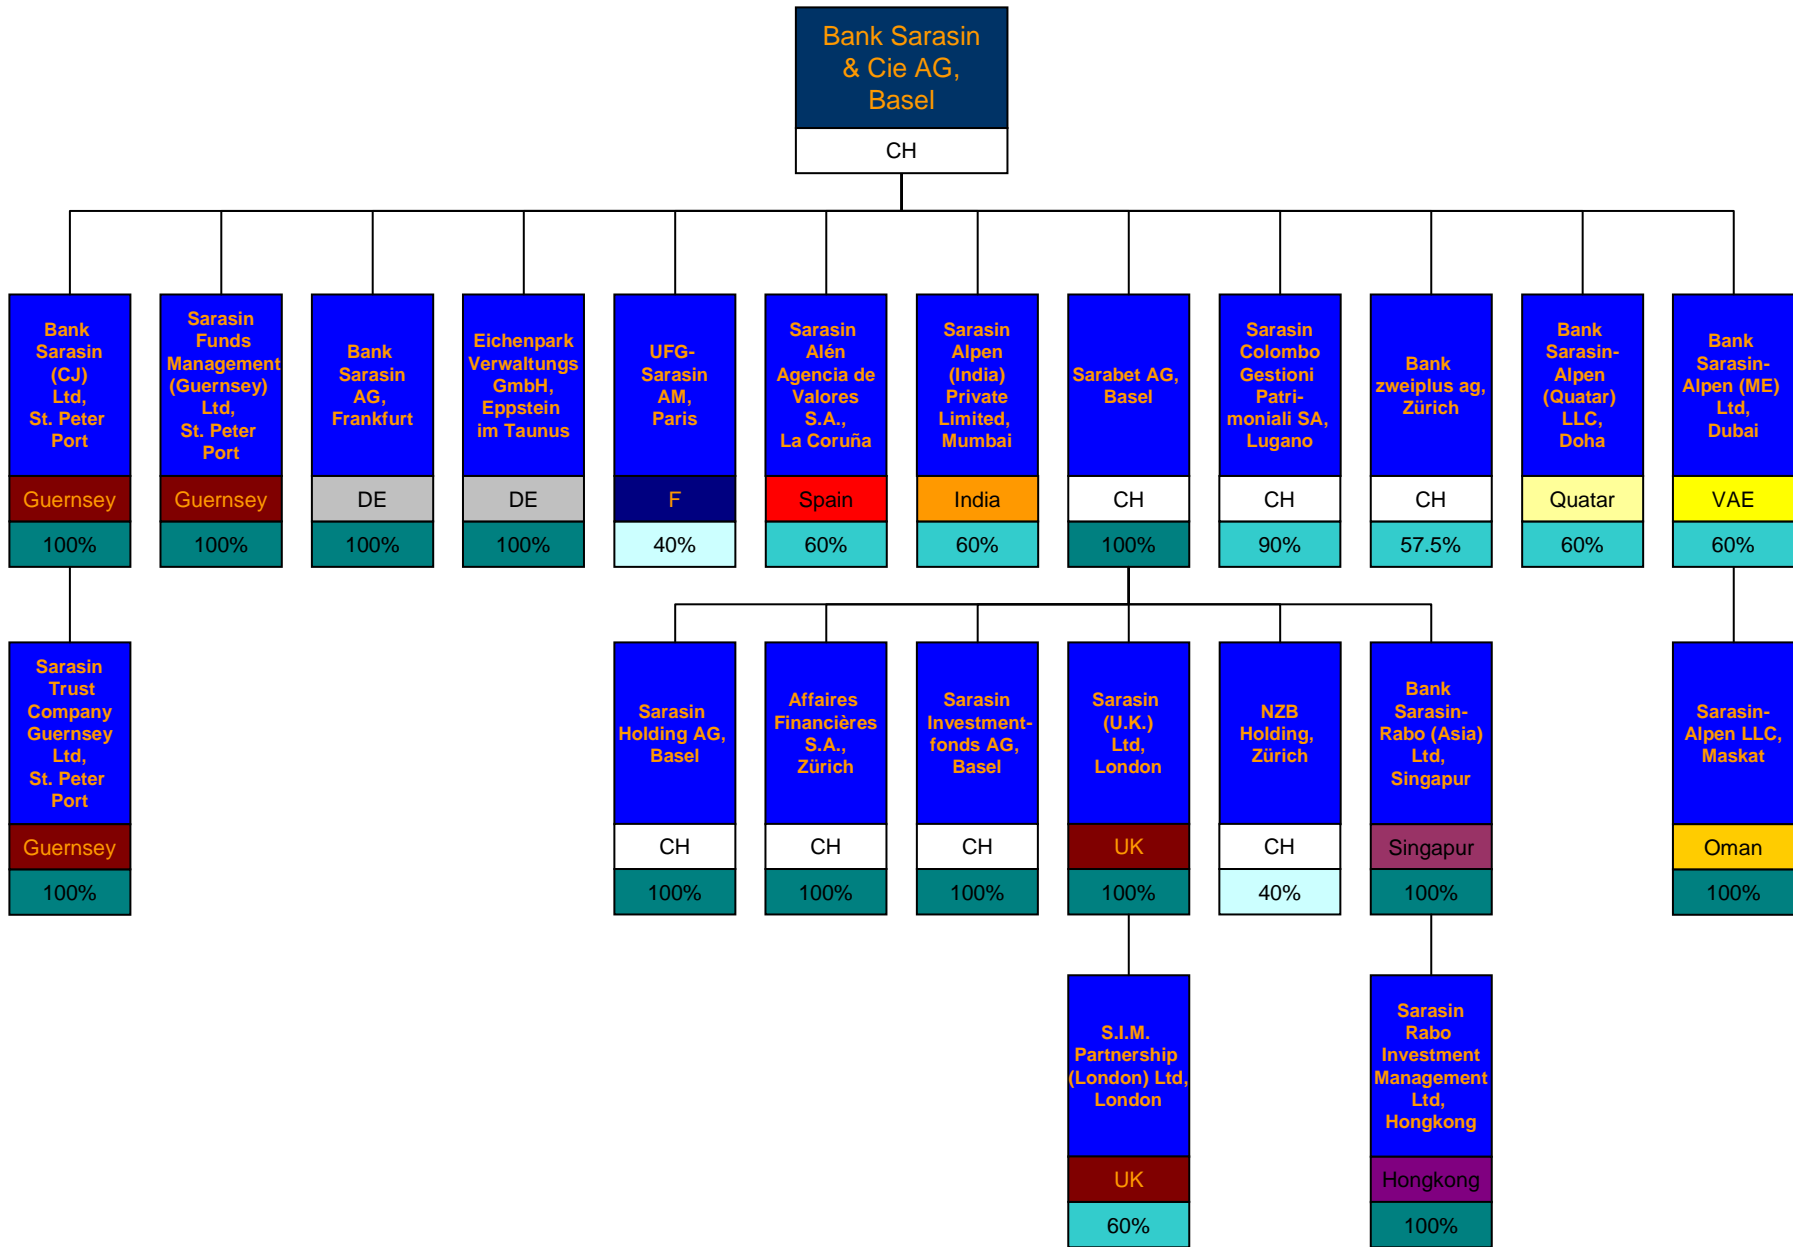 Bank Sarasin
& Cie AG,
Basel
CH
Bank
Sarasin
(CJ)
Ltd,
St. Peter
Port
Guernsey
100%
Sarasin
Funds
Management
(Guernsey)
Ltd,
St. Peter
Port
Guernsey
100%
Bank
Sarasin
AG,
Frankfurt
DE
100%
Eichenpark
Verwaltungs
GmbH,
Eppstein
im Taunus
DE
100%
UFG-
Sarasin
AM,
Paris
F
40%
Sarasin
Alén
Agencia de
Valores
S.A.,
La Coruña
Spain
60%
Sarasin
Alpen
(India)
Private
Limited,
Mumbai
India
60%
Sarabet AG,
Basel
CH
100%
Sarasin
Colombo
Gestioni
Patri-
moniali SA,
Lugano
CH
90%
Bank
zweiplus ag,
Zürich
CH
57.5%
Bank
Sarasin-
Alpen
(Quatar)
LLC,
Doha
Quatar
60%
Bank
Sarasin-
Alpen (ME)
Ltd,
Dubai
VAE
60%
Sarasin
Trust
Company
Guernsey
Ltd,
St. Peter
Port
Guernsey
100%
Sarasin
Holding AG,
Basel
CH
100%
Affaires
Financières
S.A.,
Zürich
CH
100%
Sarasin
Investment-
fonds AG,
Basel
CH
100%
Sarasin
(U.K.)
Ltd,
London
UK
100%
NZB
Holding,
Zürich
CH
40%
Bank
Sarasin-
Rabo (Asia)
Ltd,
Singapur
Singapur
100%
Sarasin-
Alpen LLC,
Maskat
Oman
100%
S.I.M.
Partnership
(London) Ltd,
London
UK
60%
Sarasin
Rabo
Investment
Management
Ltd,
Hongkong
Hongkong
100%